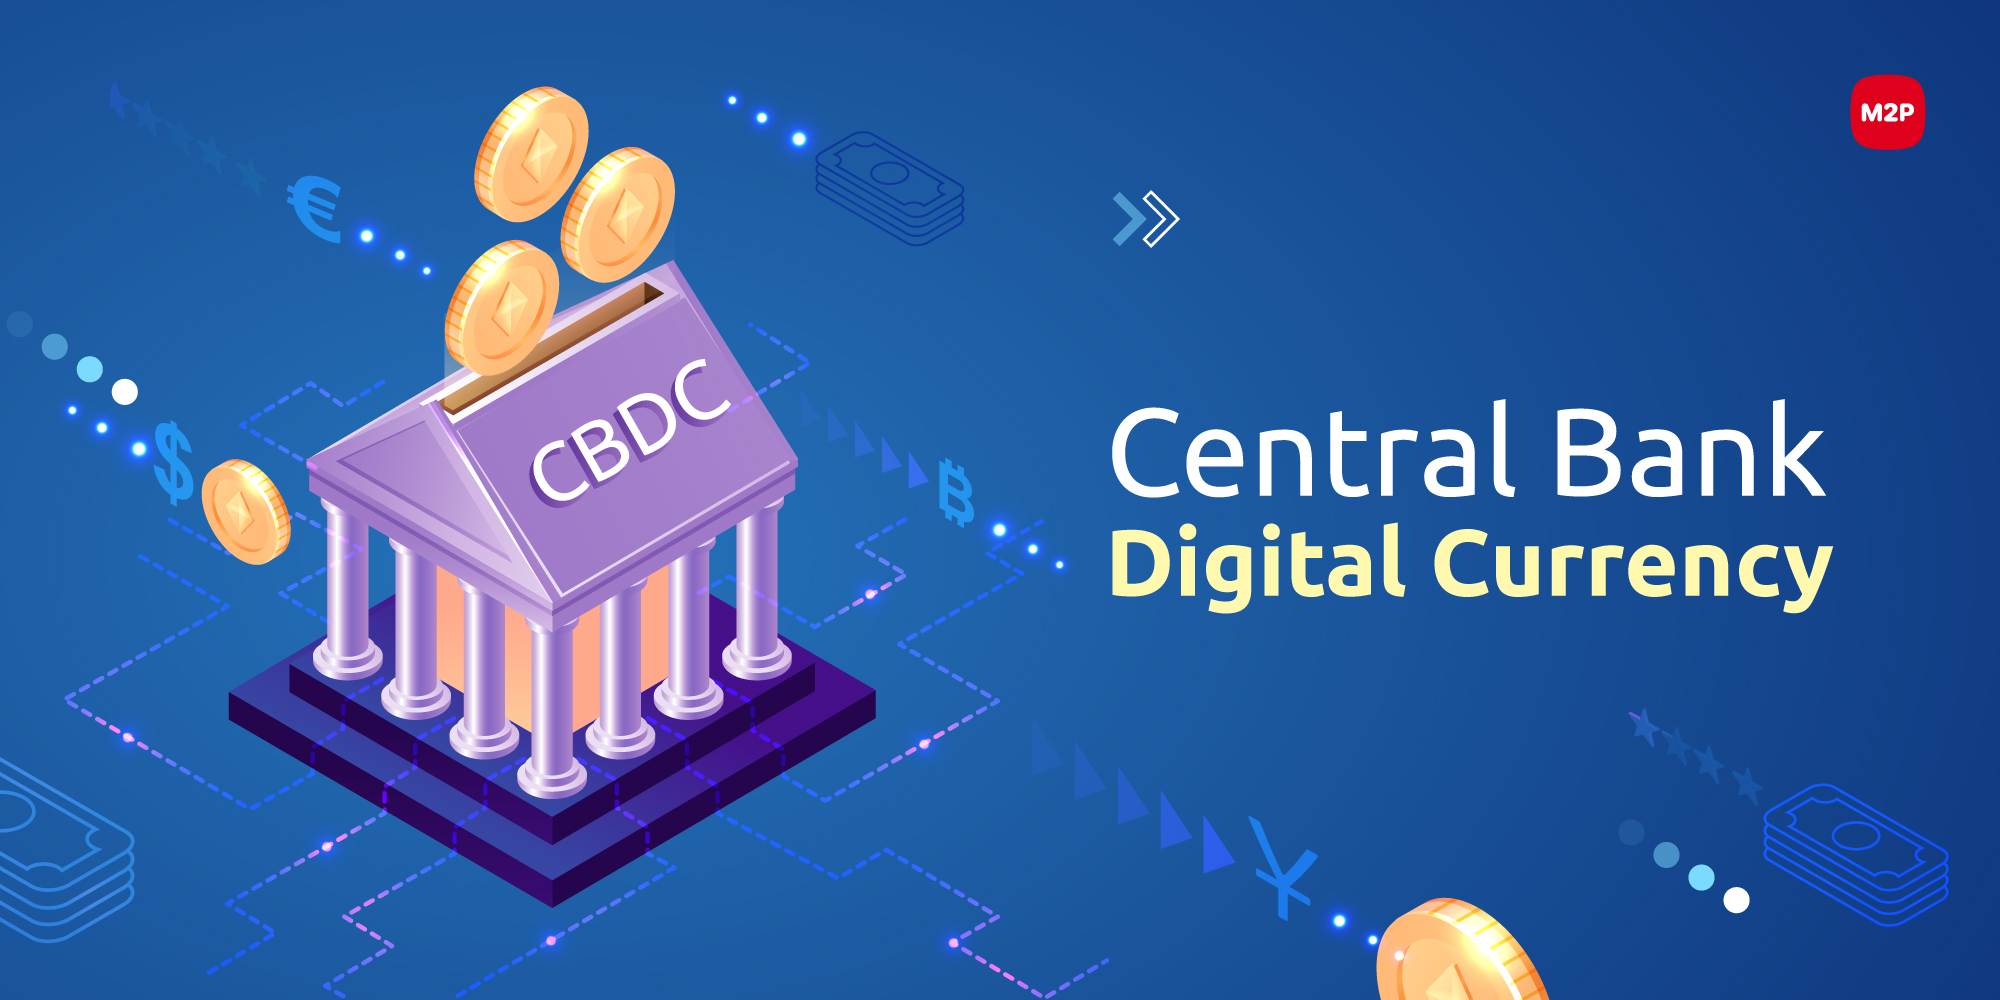 M2P
CBDC
Central Bank
Digital Currency
€
$
₿
¥